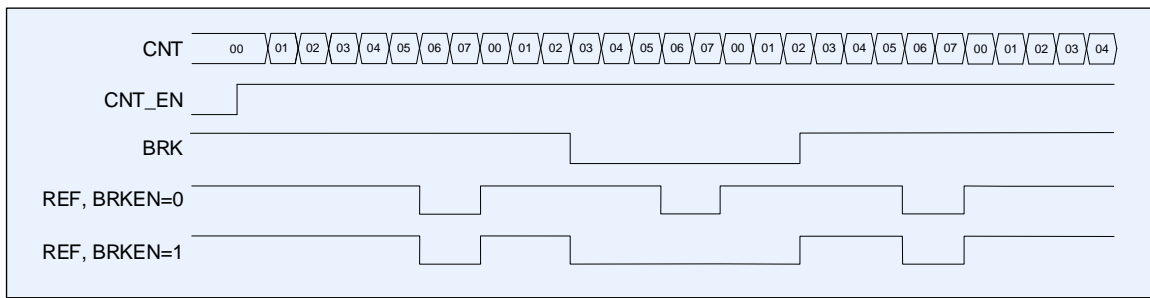 CNT 00 01 02 03 04 05 06 07 00 01 02 03 04 05 06 07 00 01 02 03 04 05 06 07 00 01 02 03 04
CNT_EN
BRK
REF, BRKEN=0
REF, BRKEN=1